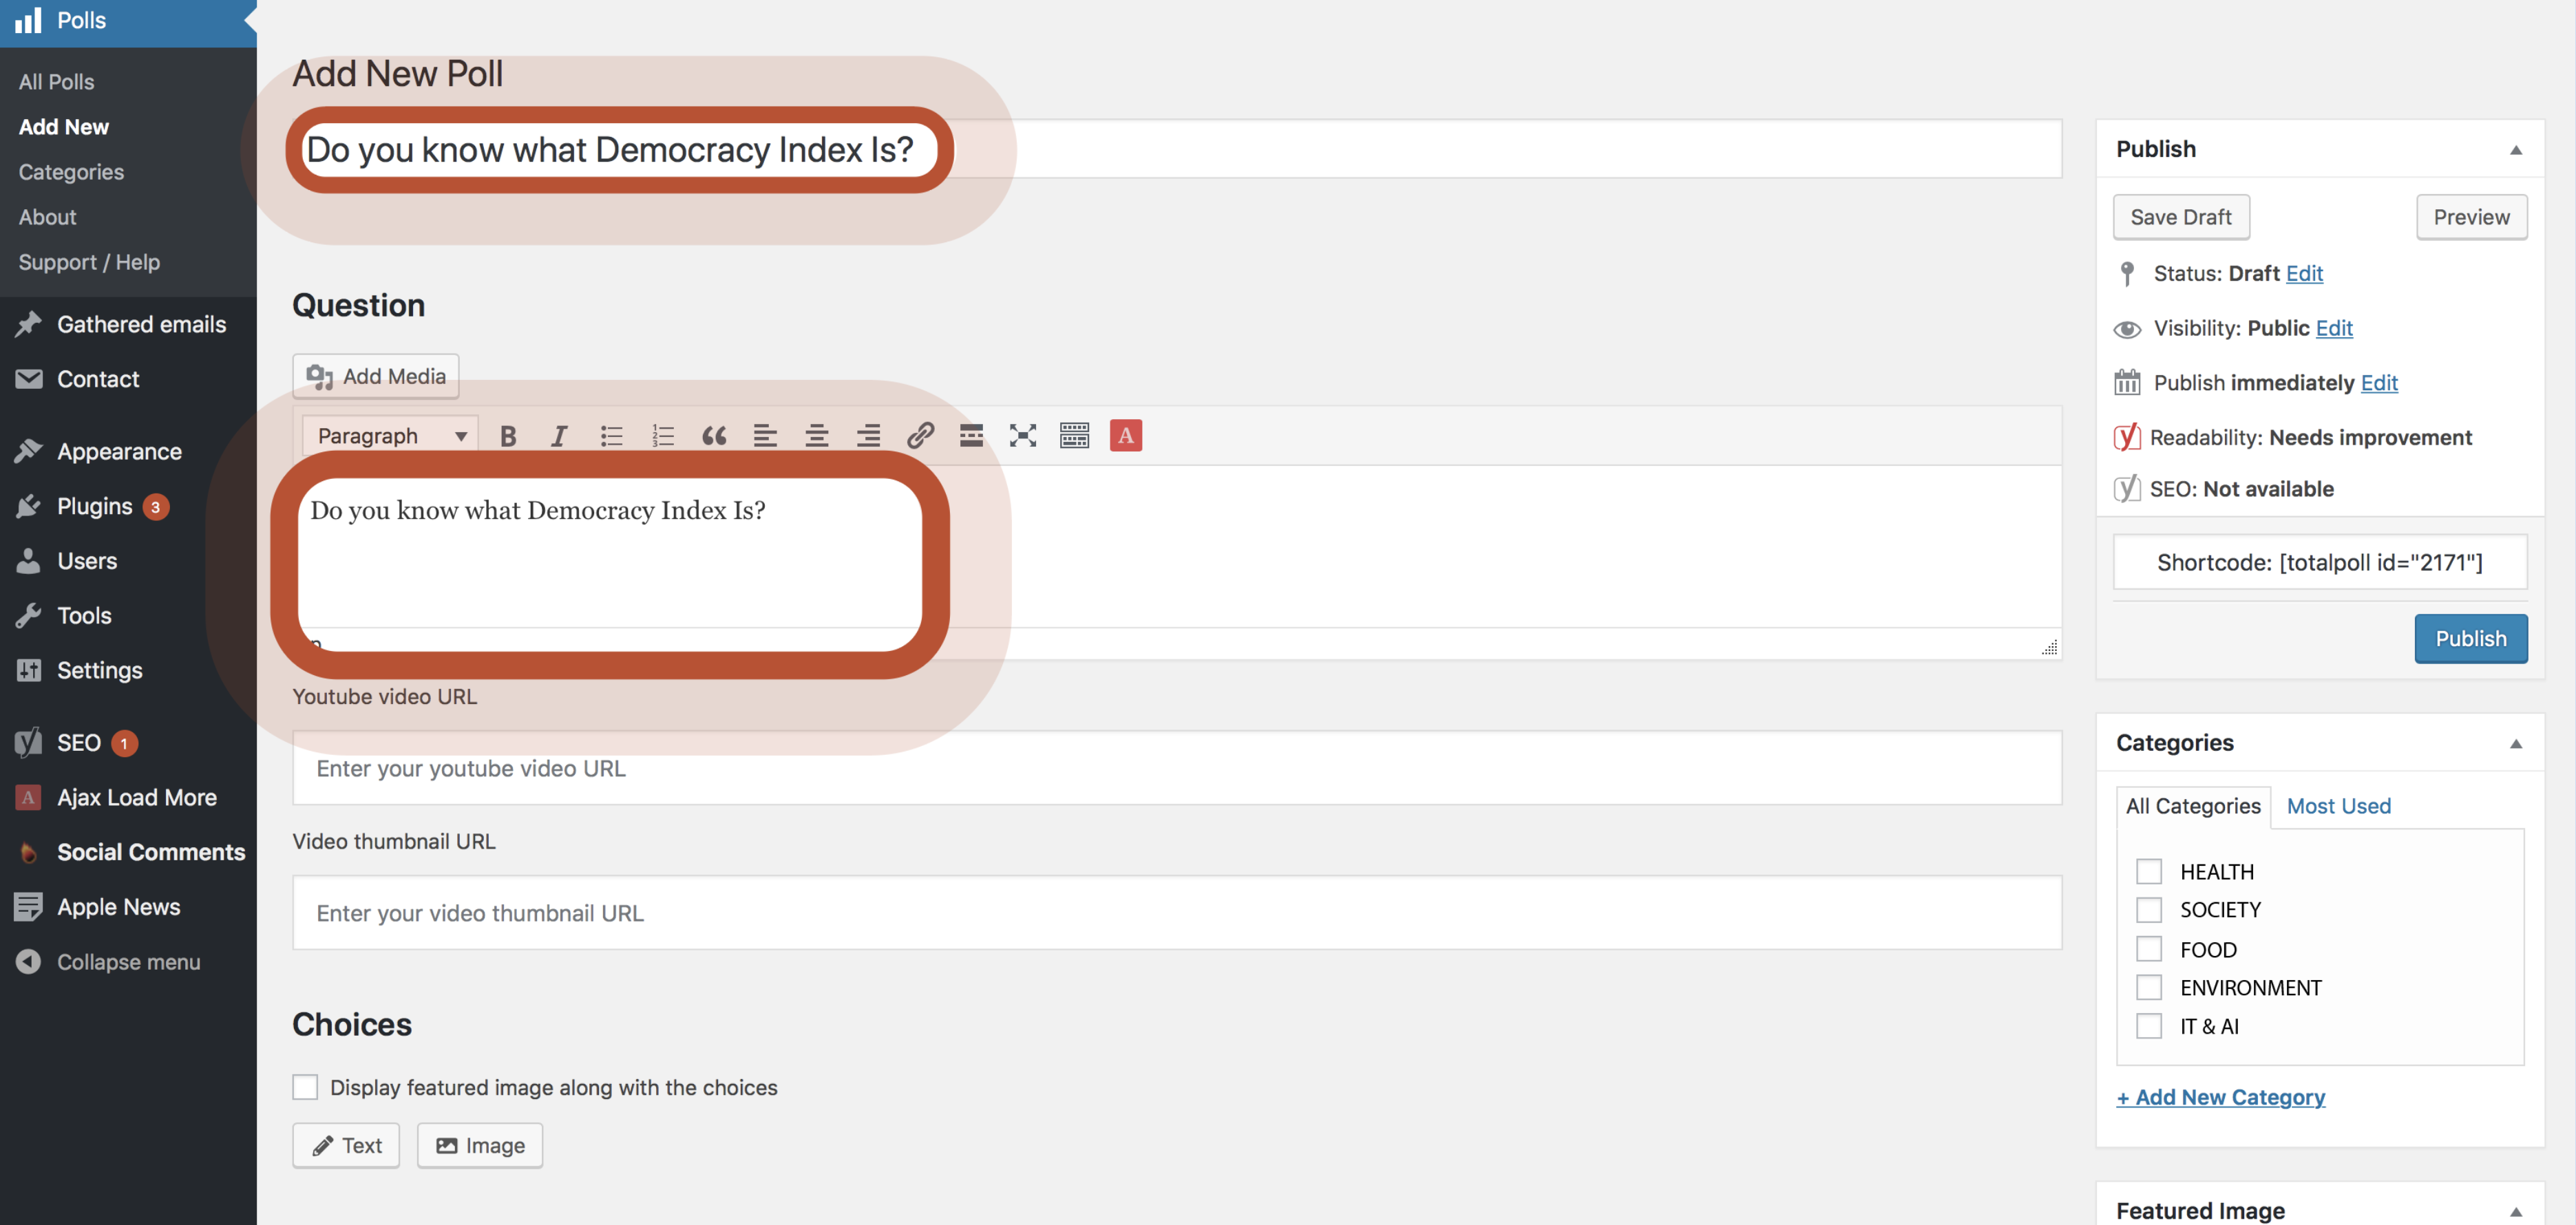 Polls
All Polls
Add New
Categories
About
Support / Help
Gathered emails
Contact
Appearance
Plugins 3
Users
Tools
Settings
SEO 1
A Ajax Load More
Social Comments
Apple News
Collapse menu
Add New Poll
Do you know what Democracy Index Is?
Question
Add Media
Paragraph B I A
Do you know what Democracy Index Is?
Youtube video URL
Enter your youtube video URL
Video thumbnail URL
Enter your video thumbnail URL
Choices
Display featured image along with the choices
Text Image
Publish
Save Draft Preview
Status: Draft Edit
Visibility: Public Edit
Publish immediately Edit
Readability: Needs improvement
SEO: Not available
Shortcode: [totalpoll id="2171"]
Publish
Categories
All Categories Most Used
HEALTH
SOCIETY
FOOD
ENVIRONMENT
IT & AI
+ Add New Category
Featured Image